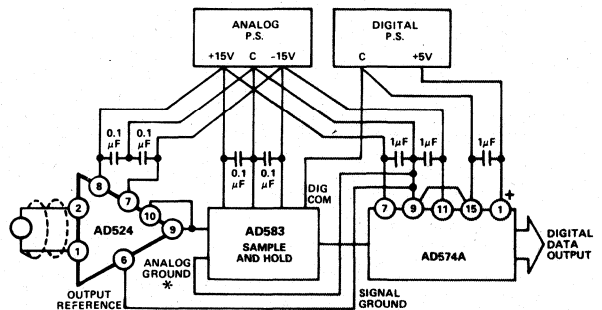 ANALOG
P.S.
+15V C -15V
DIGITAL
P.S.
C +5V
0.1
µF
0.1
µF
0.1
µF
0.1
µF
1µF
1µF
1µF
DIG
COM
8
7
10
9
2
1
6
AD524
7
9
11
15
1
+
AD583
SAMPLE
AND HOLD
AD574A
DIGITAL
DATA
OUTPUT
ANALOG
GROUND
*
OUTPUT
REFERENCE
SIGNAL
GROUND